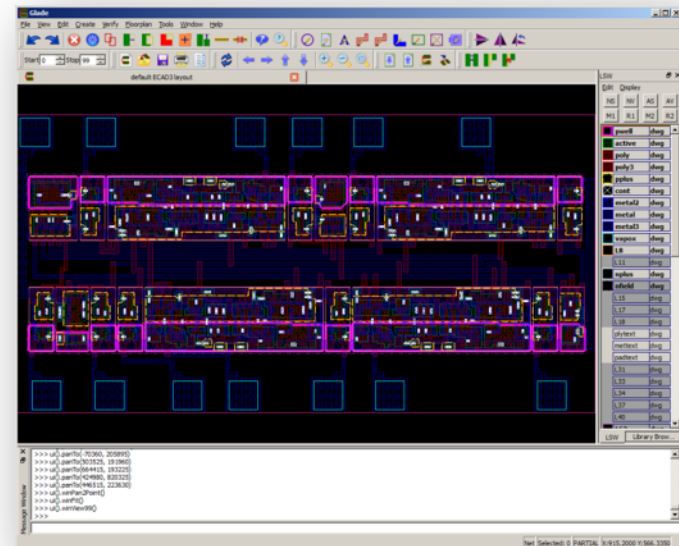 Glade
File View Edit Create Verify Floorplan Tools Window Help
Start 0 Stop 99
default ECAD3 layout
LSW
Edit Display
NS NV AS AV
M1 R1 M2 R2
pwell dwg
active dwg
poly dwg
poly3 dwg
pplus dwg
cont dwg
metal2 dwg
metal dwg
metal3 dwg
vapox dwg
L8 dwg
L11 dwg
nplus dwg
nfield dwg
L15 dwg
L17 dwg
L18 dwg
plytext dwg
mettext dwg
padtext dwg
L31 dwg
L33 dwg
L34 dwg
L37 dwg
L40 dwg
LSW Library Brow...
Message Window
>>> ui().panTo(-70360, 205895)
>>> ui().panTo(503525, 191960)
>>> ui().panTo(664415, 193225)
>>> ui().panTo(424980, 820325)
>>> ui().panTo(446515, 223630)
>>> ui().winPan2Point()
>>> ui().winFit()
>>> ui().winView99()
>>>
Net Selected: 0 PARTIAL X:915.2000 Y:566.3350